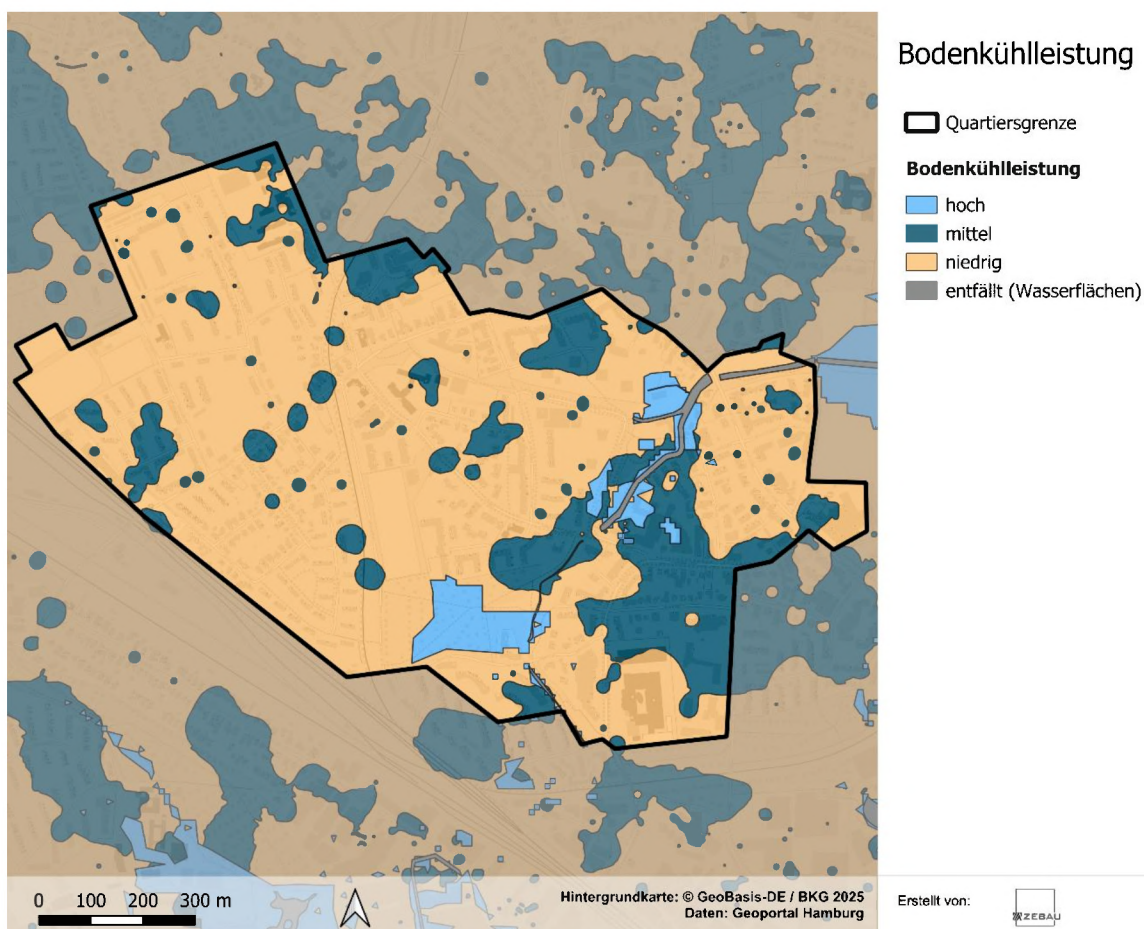 Bodenkühlleistung
Quartiersgrenze
Bodenkühlleistung
hoch
mittel
niedrig
entfällt (Wasserflächen)
0 100 200 300 m
Hintergrundkarte: © GeoBasis-DE / BKG 2025
Daten: Geoportal Hamburg
Erstellt von:
ZEBAU